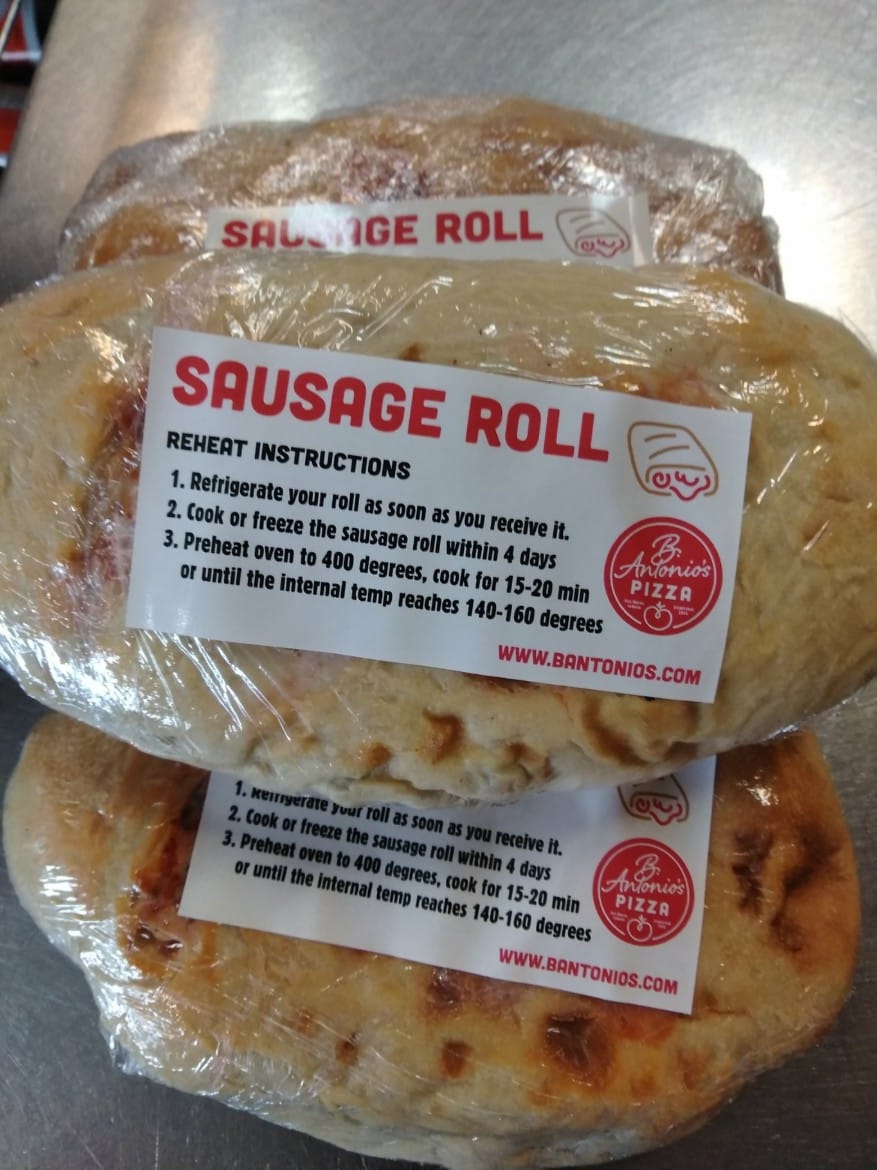 SAUSAGE ROLL
SAUSAGE ROLL
REHEAT INSTRUCTIONS
1. Refrigerate your roll as soon as you receive it.
2. Cook or freeze the sausage roll within 4 days
3. Preheat oven to 400 degrees, cook for 15-20 min
or until the internal temp reaches 140-160 degrees
B.
Antonio's
PIZZA
WWW.BANTONIOS.COM
1. Refrigerate your roll as soon as you receive it.
2. Cook or freeze the sausage roll within 4 days
3. Preheat oven to 400 degrees, cook for 15-20 min
or until the internal temp reaches 140-160 degrees
B.
Antonio's
PIZZA
WWW.BANTONIOS.COM